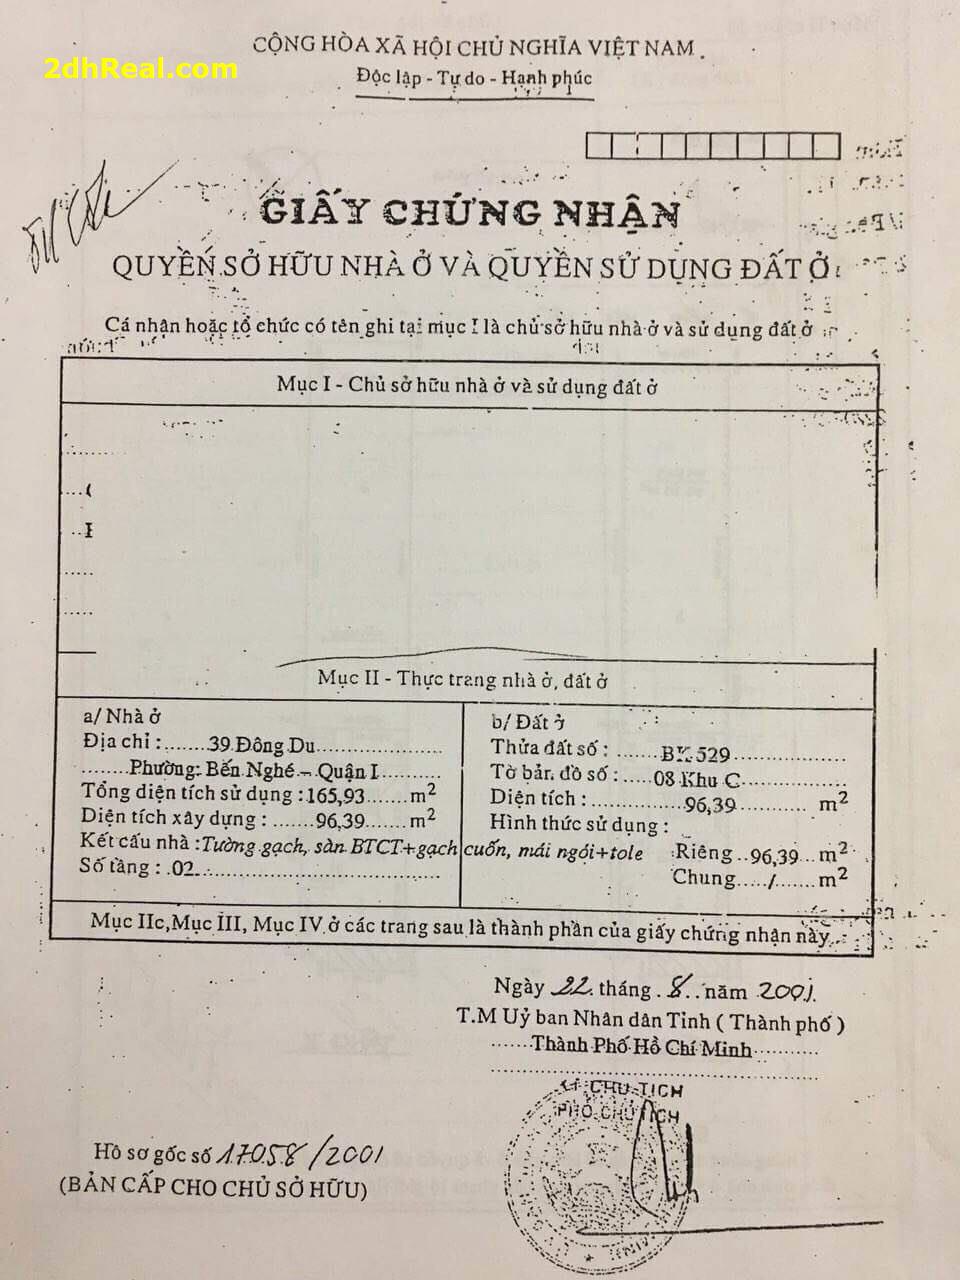 CỘNG HÒA XÃ HỘI CHỦ NGHĨA VIỆT NAM
2dhReal.com
Độc lập - Tự do - Hạnh phúc
GIẤY CHỨNG NHẬN
QUYỀN SỞ HỮU NHÀ Ở VÀ QUYỀN SỬ DỤNG ĐẤT Ở
Cá nhân hoặc tổ chức có tên ghi tại mục I là chủ sở hữu nhà ở và sử dụng đất ở
Mục I - Chủ sở hữu nhà ở và sử dụng đất ở
Mục II - Thực trạng nhà ở, đất ở
a/ Nhà ở
Địa chỉ : ....... 39 Đông Du......................
........Phường: Bến Nghé – Quận I..........
Tổng diện tích sử dụng : 165,93....... m2
Diện tích xây dựng : ....... 96,39....... m2
Kết cấu nhà : Tường gạch, sàn BTCT+gạch cuốn, mái ngói+tole
Số tầng : .02.......................................
b/ Đất ở
Thửa đất số : ....... BK 529...................
Tờ bản đồ số : ..... 08 Khu C...................
Diện tích : ............... 96,39 ........... m2
Hình thức sử dụng :
Riêng .. 96,39... m2
Chung...../....... m2
Mục IIc, Mục III, Mục IV ở các trang sau là thành phần của giấy chứng nhận này
Ngày 22 tháng 8 năm 2001
T.M Uỷ ban Nhân dân Tỉnh ( Thành phố )
.......Thành Phố Hồ Chí Minh...........
KT CHỦ TỊCH
PHÓ CHỦ TỊCH
Hồ sơ gốc số 17058/2001
(BẢN CẤP CHO CHỦ SỞ HỮU)